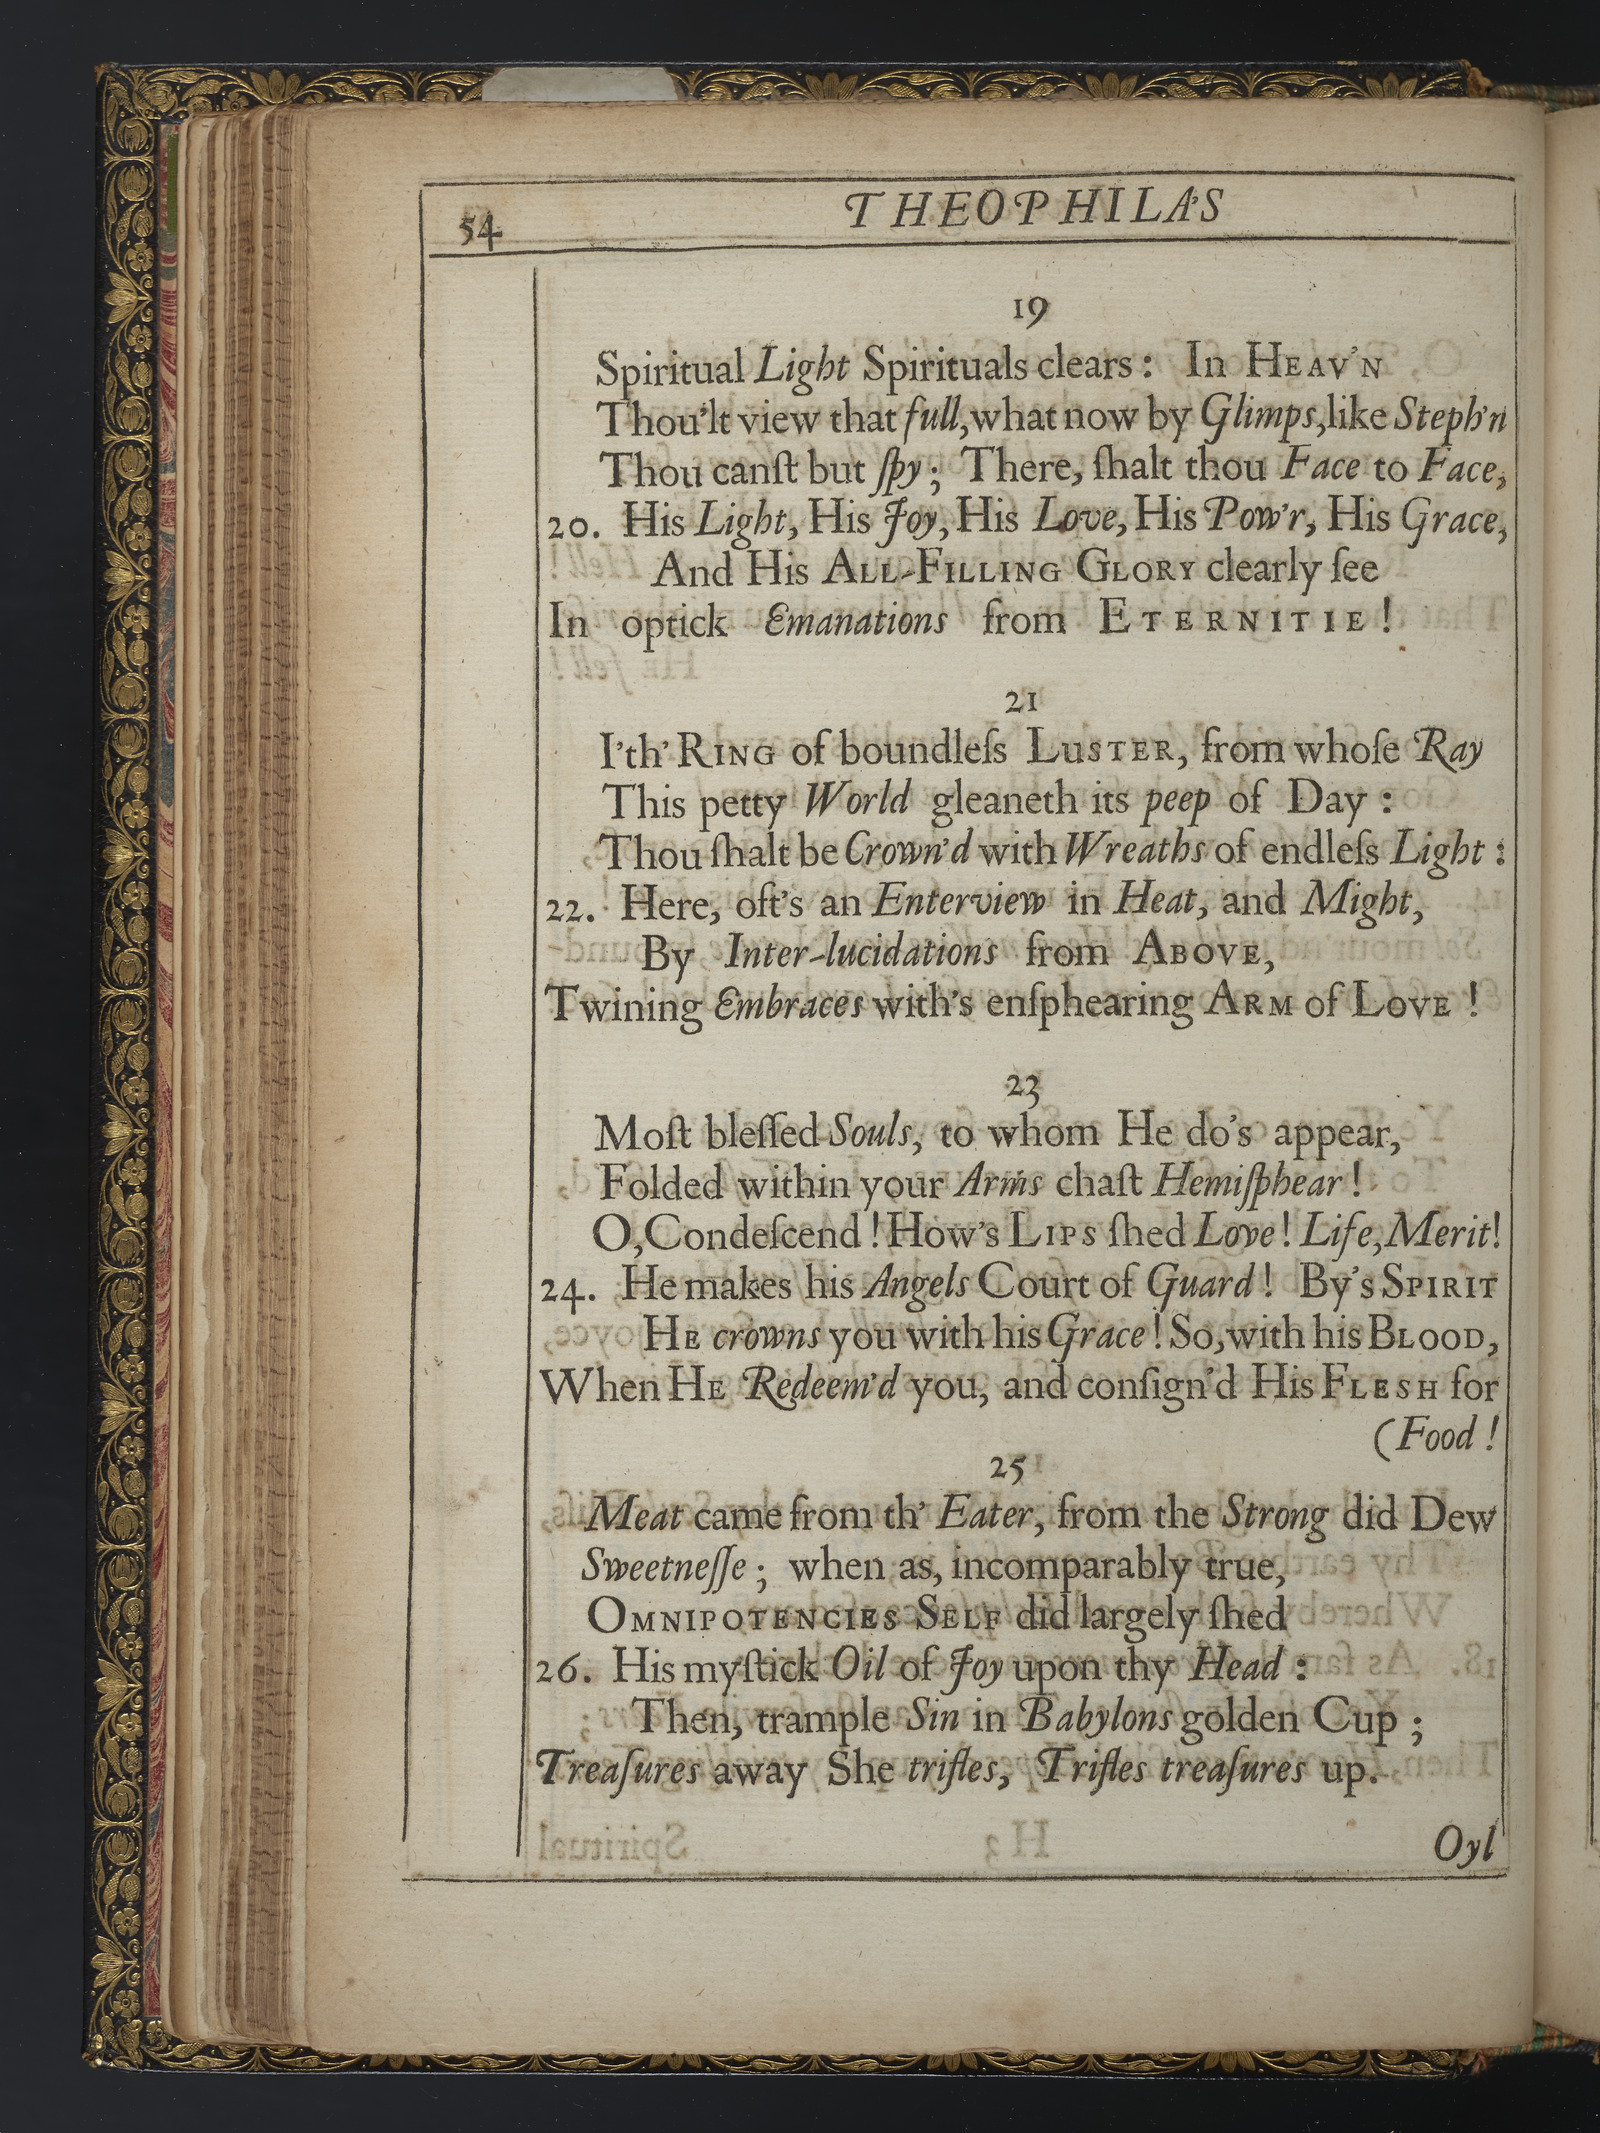 54
THEOPHILA'S
19
Spiritual Light Spirituals clears: In HEAV'N
Thou'lt view that full, what now by Glimps, like Steph'n
Thou canſt but ſpy; There, ſhalt thou Face to Face,
20. His Light, His Joy, His Love, His Pow'r, His Grace,
And His ALL-FILLING GLORY clearly ſee
In optick Emanations from ETERNITIE!
21
I'th' RING of boundleſs LUSTER, from whoſe Ray
This petty World gleaneth its peep of Day:
Thou ſhalt be Crown'd with Wreaths of endleſs Light:
22. Here, oft's an Enterview in Heat, and Might,
By Inter-lucidations from ABOVE,
Twining Embraces with's enſphearing ARM of LOVE!
23
Moſt bleſſed Souls, to whom He do's appear,
Folded within your Arms chaſt Hemiſphear!
O, Condeſcend! How's LIPS ſhed Love! Life, Merit!
24. He makes his Angels Court of Guard! By's SPIRIT
HE crowns you with his Grace! So, with his BLOOD,
When HE Redeem'd you, and conſign'd His FLESH for
(Food!
25
Meat came from th' Eater, from the Strong did Dew
Sweetneſſe; when as, incomparably true,
OMNIPOTENCIES SELF did largely ſhed
26. His myſtick Oil of Joy upon thy Head:
Then, trample Sin in Babylons golden Cup;
Treaſures away She trifles, Trifles treaſures up.
Oyl